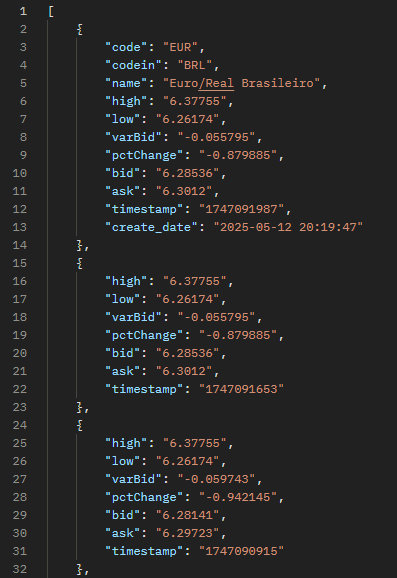 1 [
2 {
3 "code": "EUR",
4 "codein": "BRL",
5 "name": "Euro/Real Brasileiro",
6 "high": "6.37755",
7 "low": "6.26174",
8 "varBid": "-0.055795",
9 "pctChange": "-0.879885",
10 "bid": "6.28536",
11 "ask": "6.3012",
12 "timestamp": "1747091987",
13 "create_date": "2025-05-12 20:19:47"
14 },
15 {
16 "high": "6.37755",
17 "low": "6.26174",
18 "varBid": "-0.055795",
19 "pctChange": "-0.879885",
20 "bid": "6.28536",
21 "ask": "6.3012",
22 "timestamp": "1747091653"
23 },
24 {
25 "high": "6.37755",
26 "low": "6.26174",
27 "varBid": "-0.059743",
28 "pctChange": "-0.942145",
29 "bid": "6.28141",
30 "ask": "6.29723",
31 "timestamp": "1747090915"
32 },